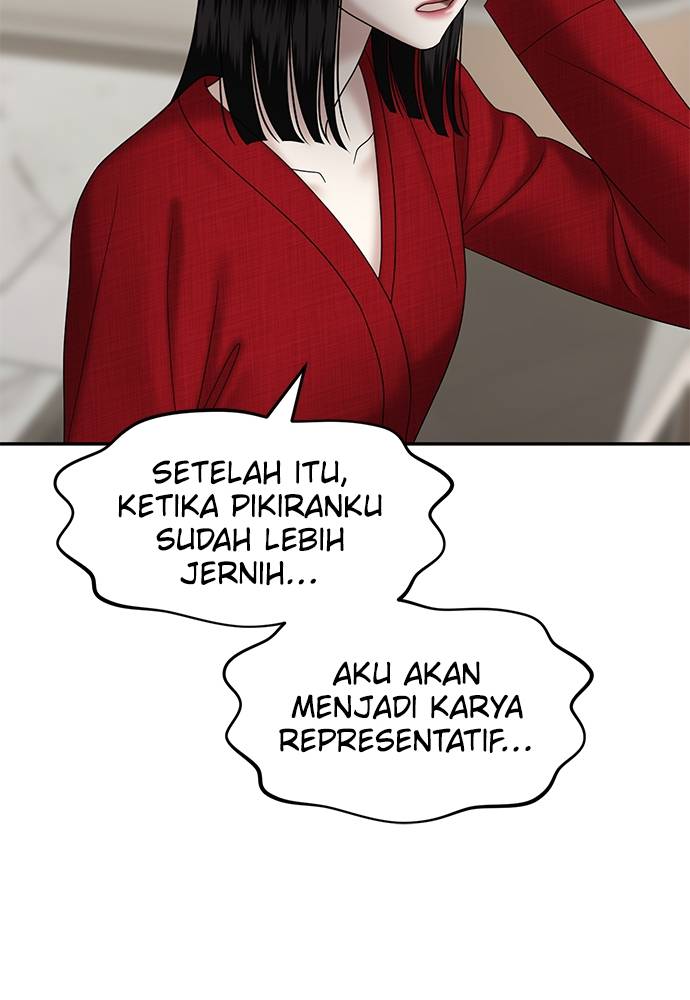 SETELAH ITU,
KETIKA PIKIRANKU
SUDAH LEBIH
JERNIH...
AKU AKAN
MENJADI KARYA
REPRESENTATIF...